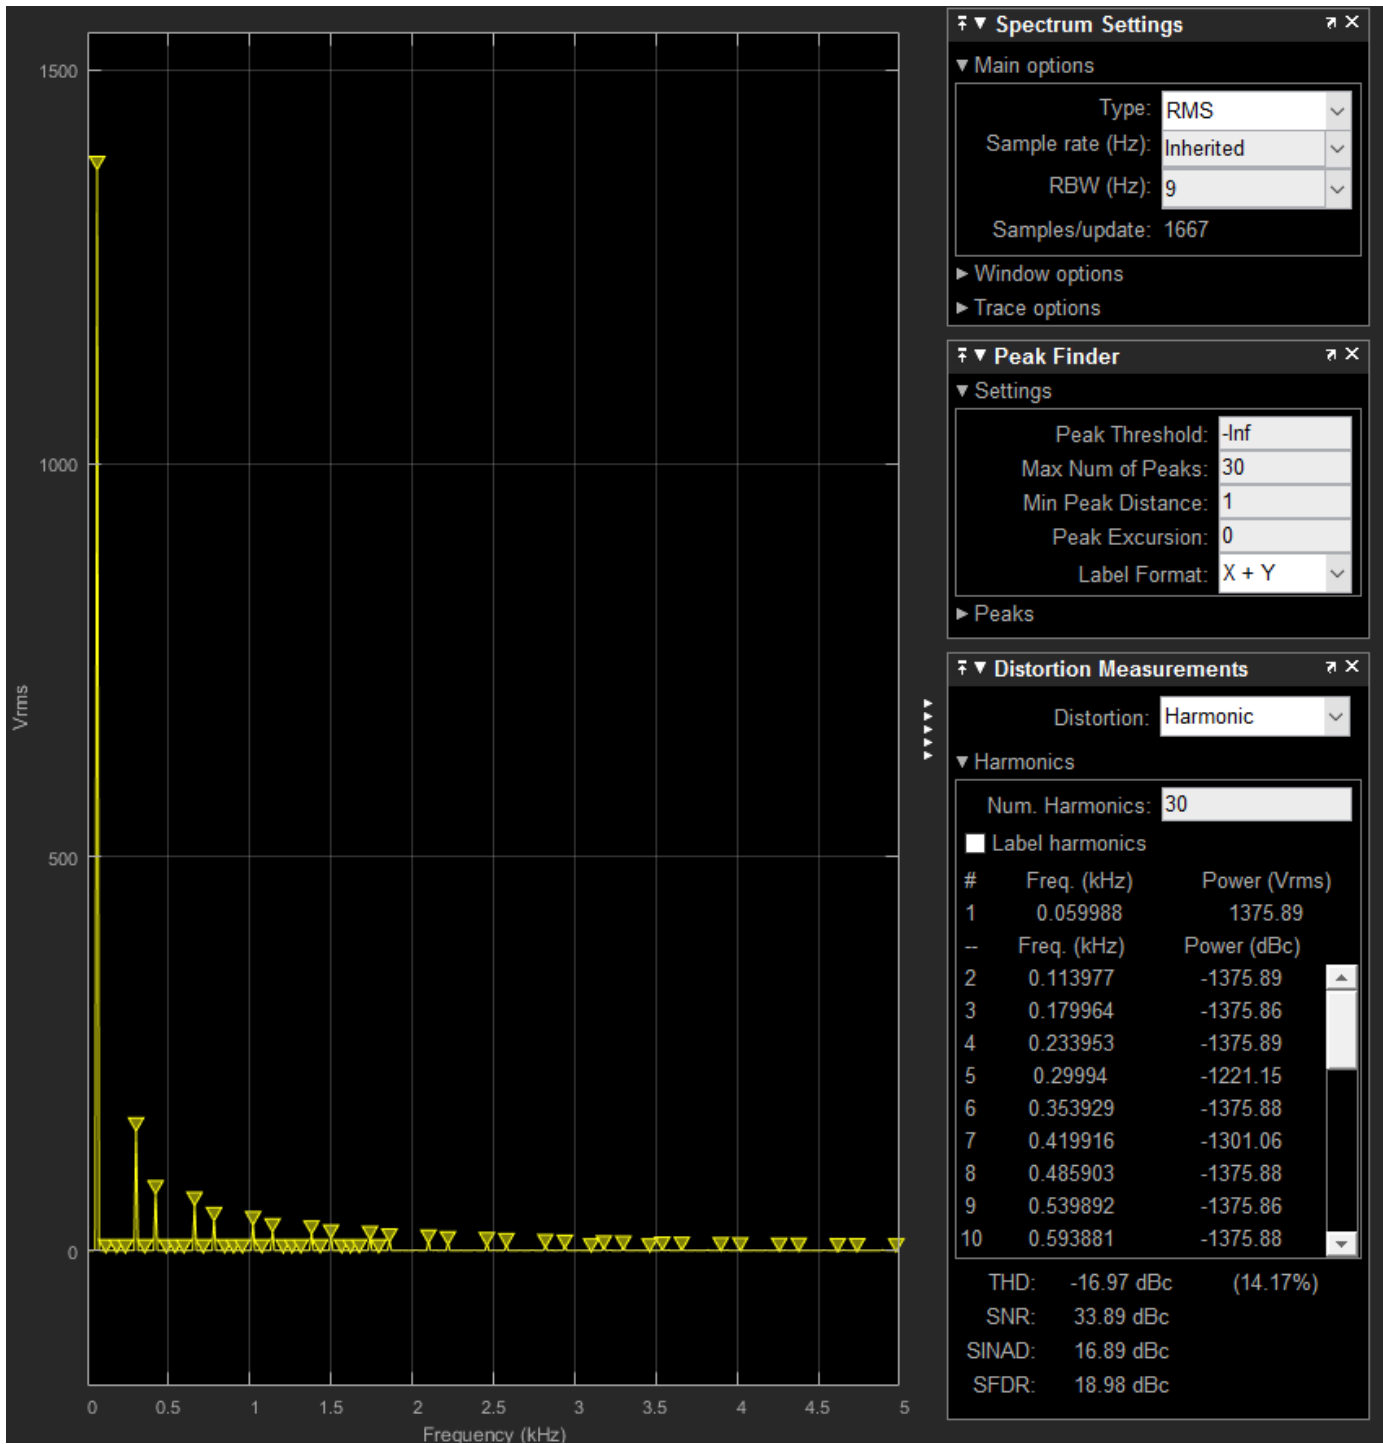 1500
1000
500
0
Vrms
0 0.5 1 1.5 2 2.5 3 3.5 4 4.5 5
Frequency (kHz)
Spectrum Settings
Main options
Type: RMS
Sample rate (Hz): Inherited
RBW (Hz): 9
Samples/update: 1667
Window options
Trace options
Peak Finder
Settings
Peak Threshold: -Inf
Max Num of Peaks: 30
Min Peak Distance: 1
Peak Excursion: 0
Label Format: X + Y
Peaks
Distortion Measurements
Distortion: Harmonic
Harmonics
Num. Harmonics: 30
Label harmonics
# Freq. (kHz) Power (Vrms)
1 0.059988 1375.89
-- Freq. (kHz) Power (dBc)
2 0.113977 -1375.89
3 0.179964 -1375.86
4 0.233953 -1375.89
5 0.29994 -1221.15
6 0.353929 -1375.88
7 0.419916 -1301.06
8 0.485903 -1375.88
9 0.539892 -1375.86
10 0.593881 -1375.88
THD: -16.97 dBc (14.17%)
SNR: 33.89 dBc
SINAD: 16.89 dBc
SFDR: 18.98 dBc